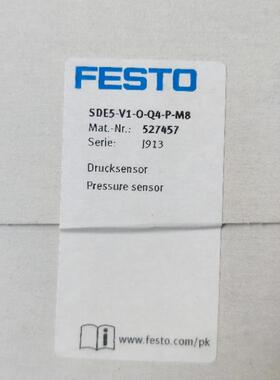 FESTO
SDE5-V1-O-Q4-P-M8
Mat.-Nr.: 527457
Serie: J913
Drucksensor
Pressure sensor
www.festo.com/pk